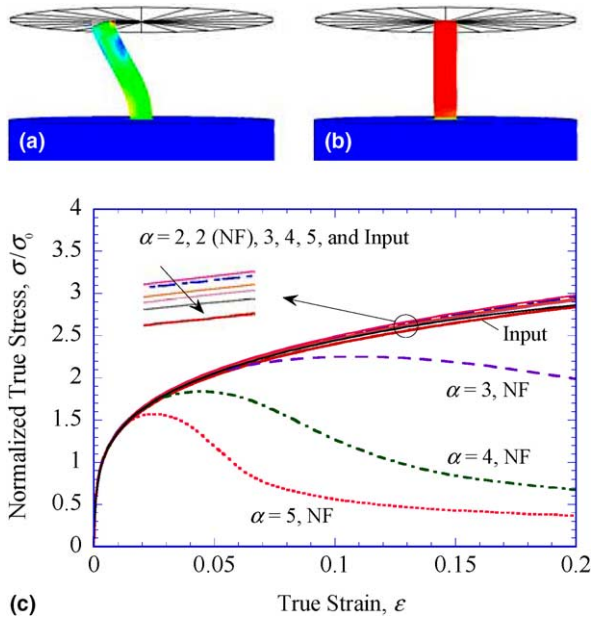 (a)
(b)
4
3.5
3
2.5
2
1.5
1
0.5
0
Normalized True Stress, σ/σ₀
α = 2, 2 (NF), 3, 4, 5, and Input
Input
α = 3, NF
α = 4, NF
α = 5, NF
0 0.05 0.1 0.15 0.2
True Strain, ε
(c)